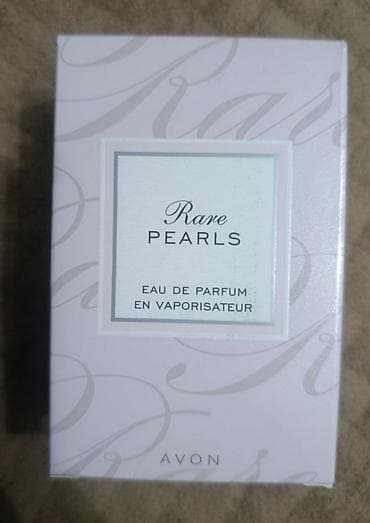 Rare
PEARLS
EAU DE PARFUM
EN VAPORISATEUR
AVON